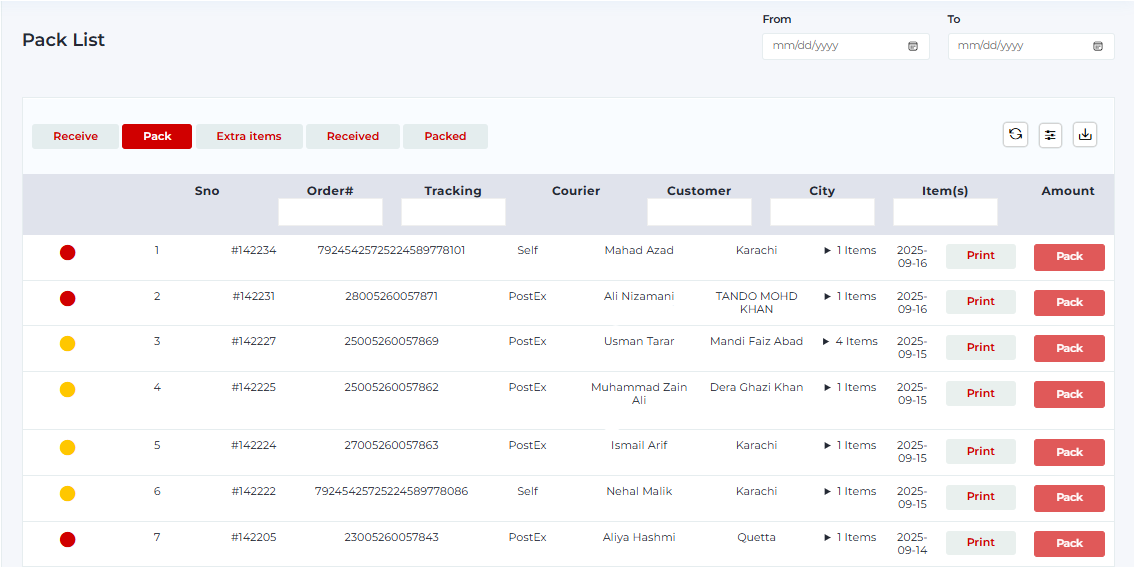 From To
Pack List
mm/dd/yyyy mm/dd/yyyy
Receive Pack Extra items Received Packed
Sno Order# Tracking Courier Customer City Item(s) Amount
1 #142234 79245425725224589778101 Self Mahad Azad Karachi ▶ 1 Items 2025- Print Pack
09-16
2 #142231 28005260057871 PostEx Ali Nizamani TANDO MOHD ▶ 1 Items 2025- Print Pack
KHAN 09-16
3 #142227 25005260057869 PostEx Usman Tarar Mandi Faiz Abad ▶ 4 Items 2025- Print Pack
09-15
4 #142225 25005260057862 PostEx Muhammad Zain Dera Ghazi Khan ▶ 1 Items 2025- Print Pack
Ali 09-15
5 #142224 27005260057863 PostEx Ismail Arif Karachi ▶ 1 Items 2025- Print Pack
09-15
6 #142222 79245425725224589778086 Self Nehal Malik Karachi ▶ 1 Items 2025- Print Pack
09-15
7 #142205 23005260057843 PostEx Aliya Hashmi Quetta ▶ 1 Items 2025- Print Pack
09-14